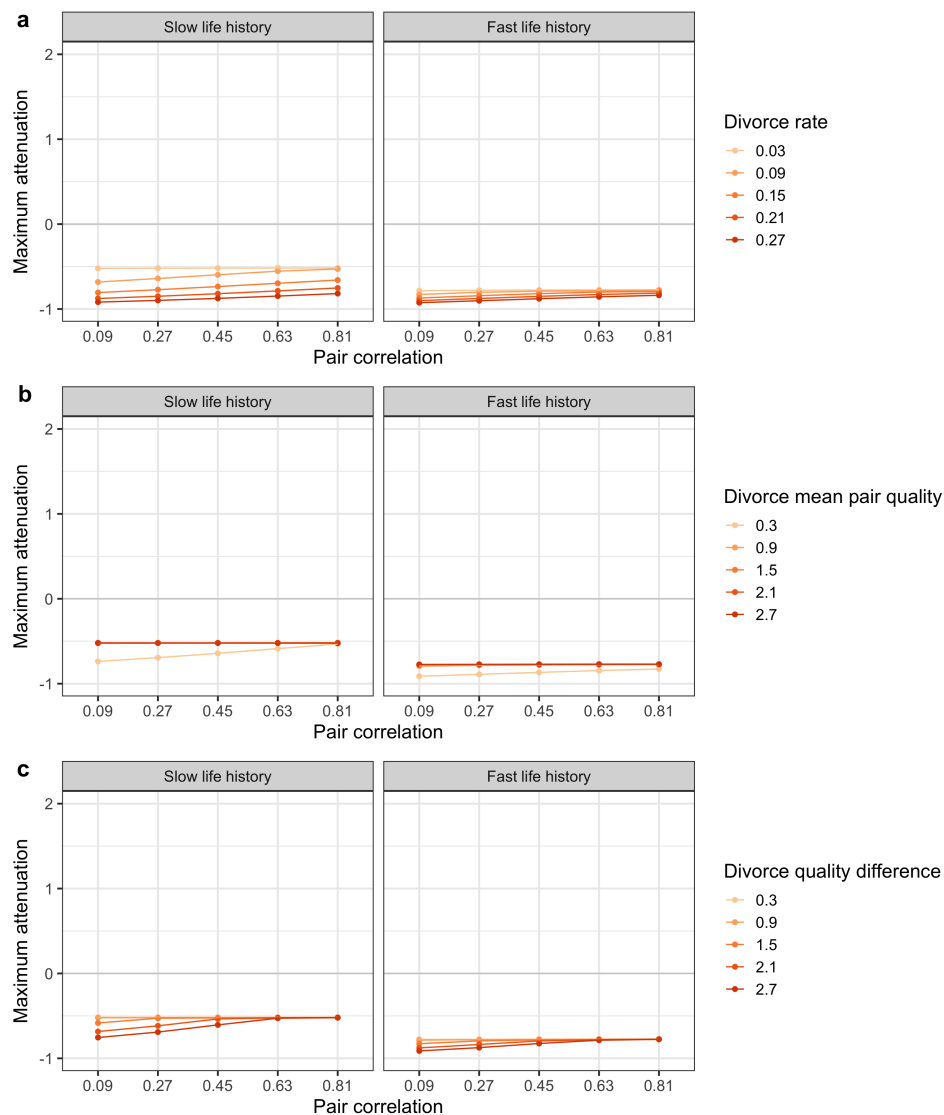 a
Slow life history
Fast life history
Maximum attenuation
2
1
0
-1
0.09 0.27 0.45 0.63 0.81
0.09 0.27 0.45 0.63 0.81
Pair correlation
Divorce rate
0.03
0.09
0.15
0.21
0.27
b
Slow life history
Fast life history
Maximum attenuation
2
1
0
-1
0.09 0.27 0.45 0.63 0.81
0.09 0.27 0.45 0.63 0.81
Pair correlation
Divorce mean pair quality
0.3
0.9
1.5
2.1
2.7
c
Slow life history
Fast life history
Maximum attenuation
2
1
0
-1
0.09 0.27 0.45 0.63 0.81
0.09 0.27 0.45 0.63 0.81
Pair correlation
Divorce quality difference
0.3
0.9
1.5
2.1
2.7